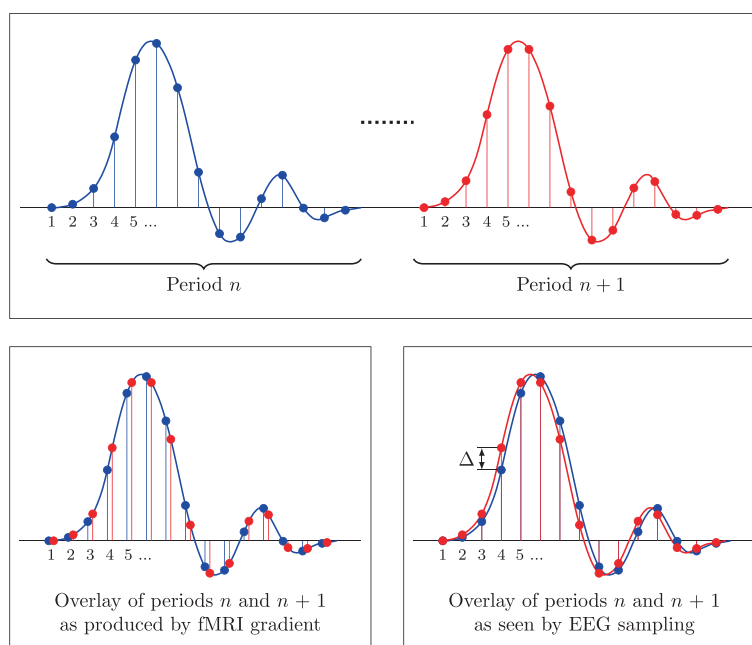 1 2 3 4 5 ...
1 2 3 4 5 ...
Period n
Period n + 1
1 2 3 4 5 ...
Overlay of periods n and n + 1
as produced by fMRI gradient
Δ
1 2 3 4 5 ...
Overlay of periods n and n + 1
as seen by EEG sampling